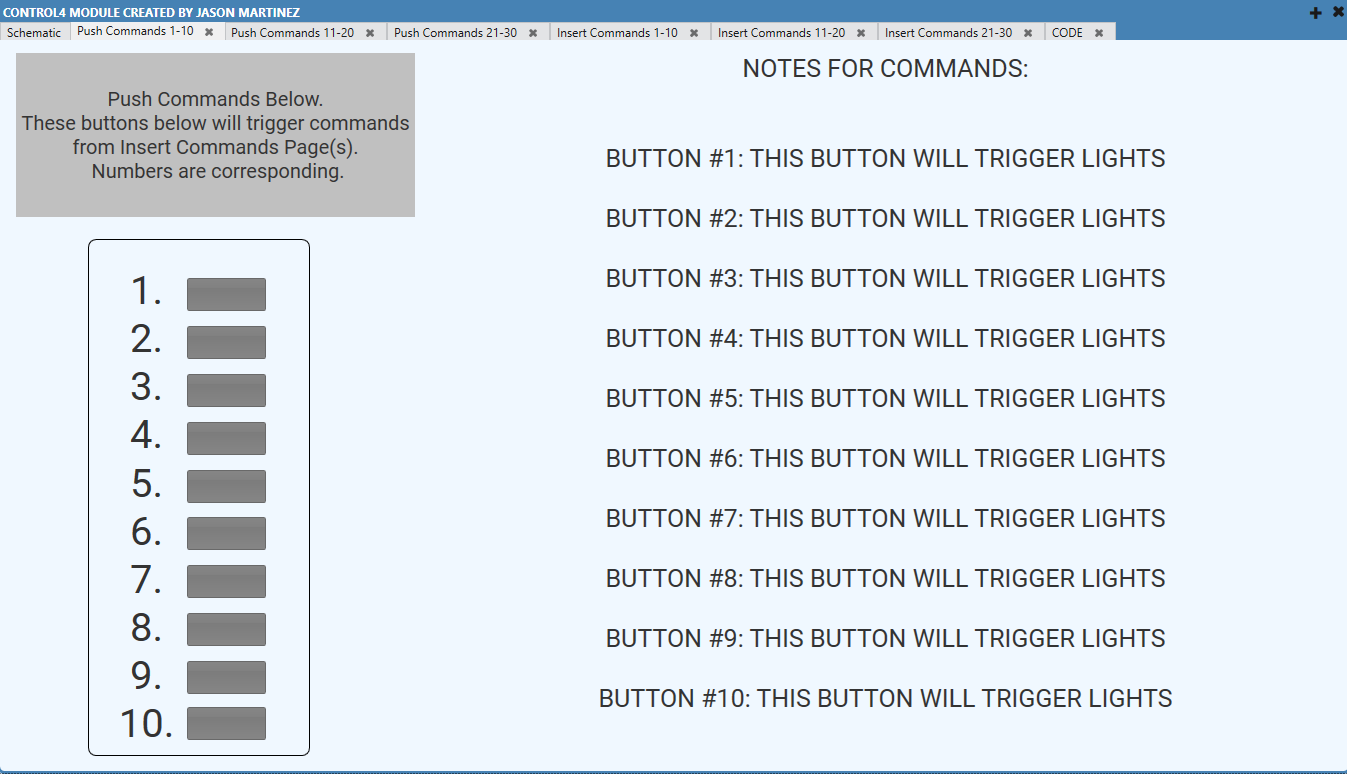 CONTROL4 MODULE CREATED BY JASON MARTINEZ
Schematic Push Commands 1-10 Push Commands 11-20 Push Commands 21-30 Insert Commands 1-10 Insert Commands 11-20 Insert Commands 21-30 CODE
Push Commands Below.
These buttons below will trigger commands
from Insert Commands Page(s).
Numbers are corresponding.
1.
2.
3.
4.
5.
6.
7.
8.
9.
10.
NOTES FOR COMMANDS:
BUTTON #1: THIS BUTTON WILL TRIGGER LIGHTS
BUTTON #2: THIS BUTTON WILL TRIGGER LIGHTS
BUTTON #3: THIS BUTTON WILL TRIGGER LIGHTS
BUTTON #4: THIS BUTTON WILL TRIGGER LIGHTS
BUTTON #5: THIS BUTTON WILL TRIGGER LIGHTS
BUTTON #6: THIS BUTTON WILL TRIGGER LIGHTS
BUTTON #7: THIS BUTTON WILL TRIGGER LIGHTS
BUTTON #8: THIS BUTTON WILL TRIGGER LIGHTS
BUTTON #9: THIS BUTTON WILL TRIGGER LIGHTS
BUTTON #10: THIS BUTTON WILL TRIGGER LIGHTS